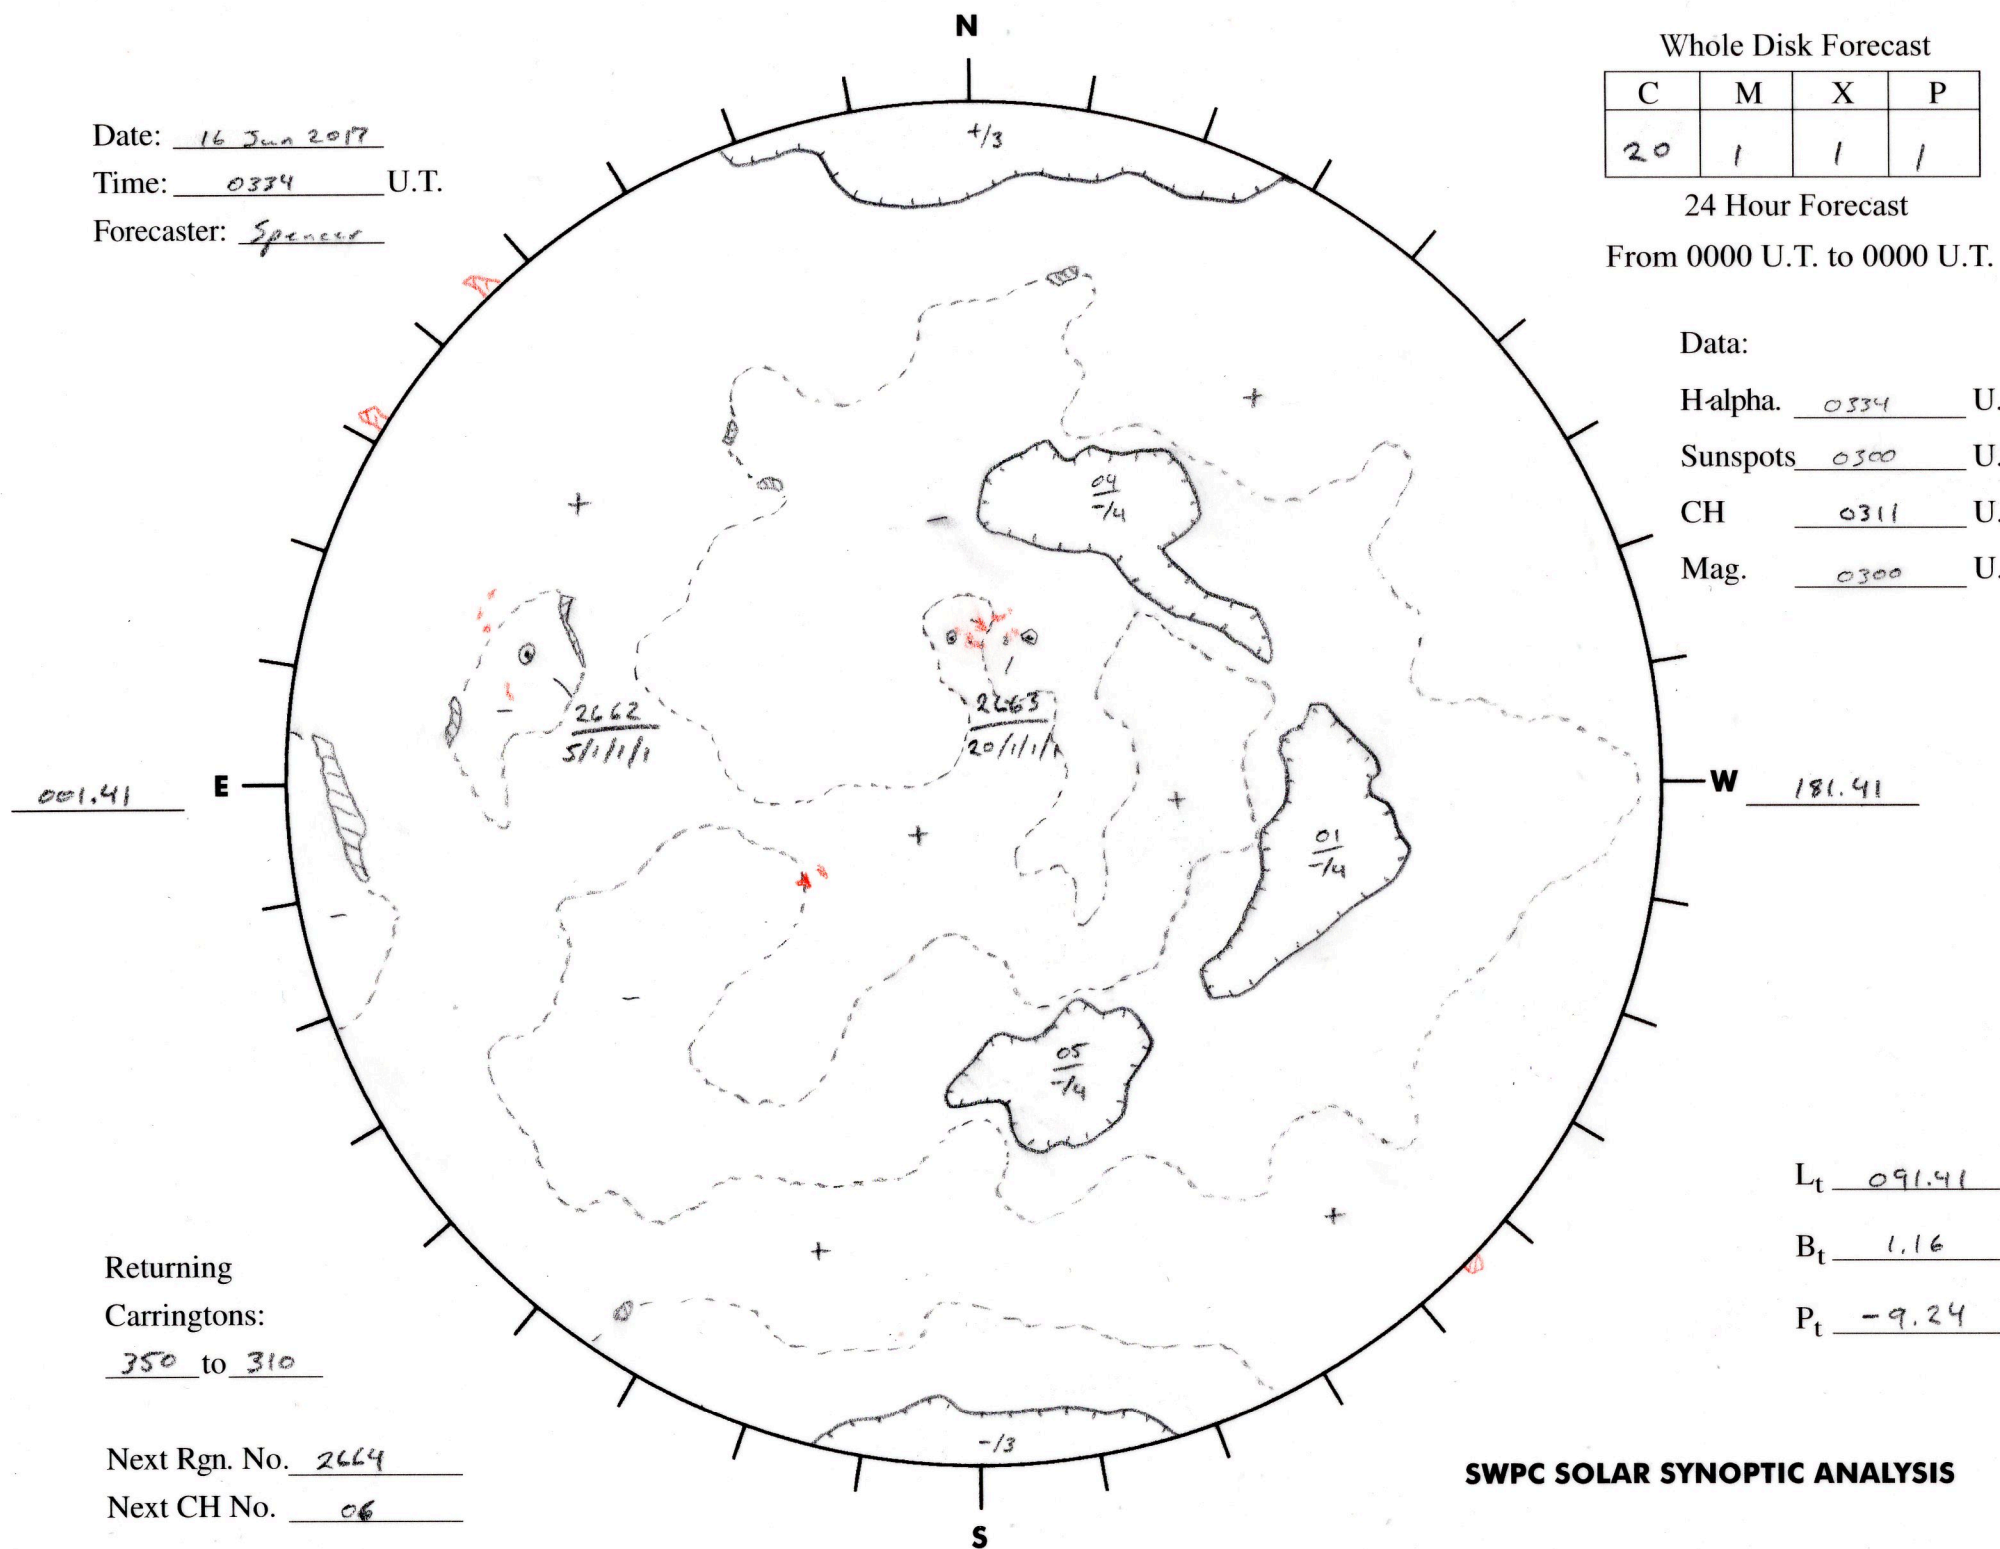 N
Whole Disk Forecast
C M X P
20 1 1 1
24 Hour Forecast
From 0000 U.T. to 0000 U.T.
Date: 16 Jun 2017
Time: 0334 U.T.
Forecaster: Spencer
+/3
Data:
H-alpha. 0334 U.
Sunspots 0300 U.
CH 0311 U.
Mag. 0300 U.
+
+
-
04
-/4
-
2662
5/1/1/1
2663
20/1/1/1
001.41 E
W 181.41
+
+
01
-/4
-
-
05
-/4
+
+
Lt 091.41
Bt 1.16
Pt -9.24
Returning
Carringtons:
350 to 310
-/3
Next Rgn. No. 2664
Next CH No. 06
SWPC SOLAR SYNOPTIC ANALYSIS
S